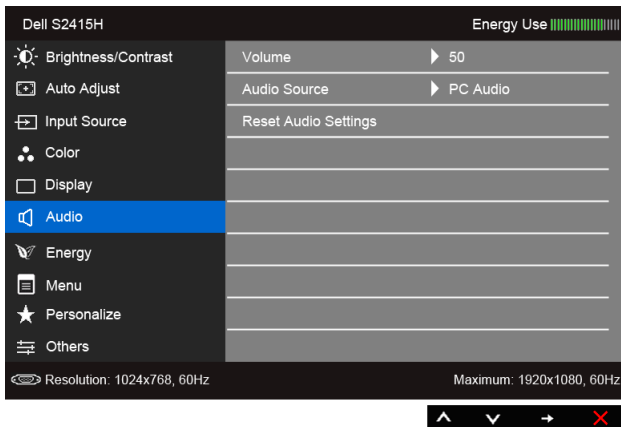 Dell S2415H Energy Use
Brightness/Contrast Volume 50
Auto Adjust Audio Source PC Audio
Input Source Reset Audio Settings
Color
Display
Audio
Energy
Menu
Personalize
Others
Resolution: 1024x768, 60Hz Maximum: 1920x1080, 60Hz